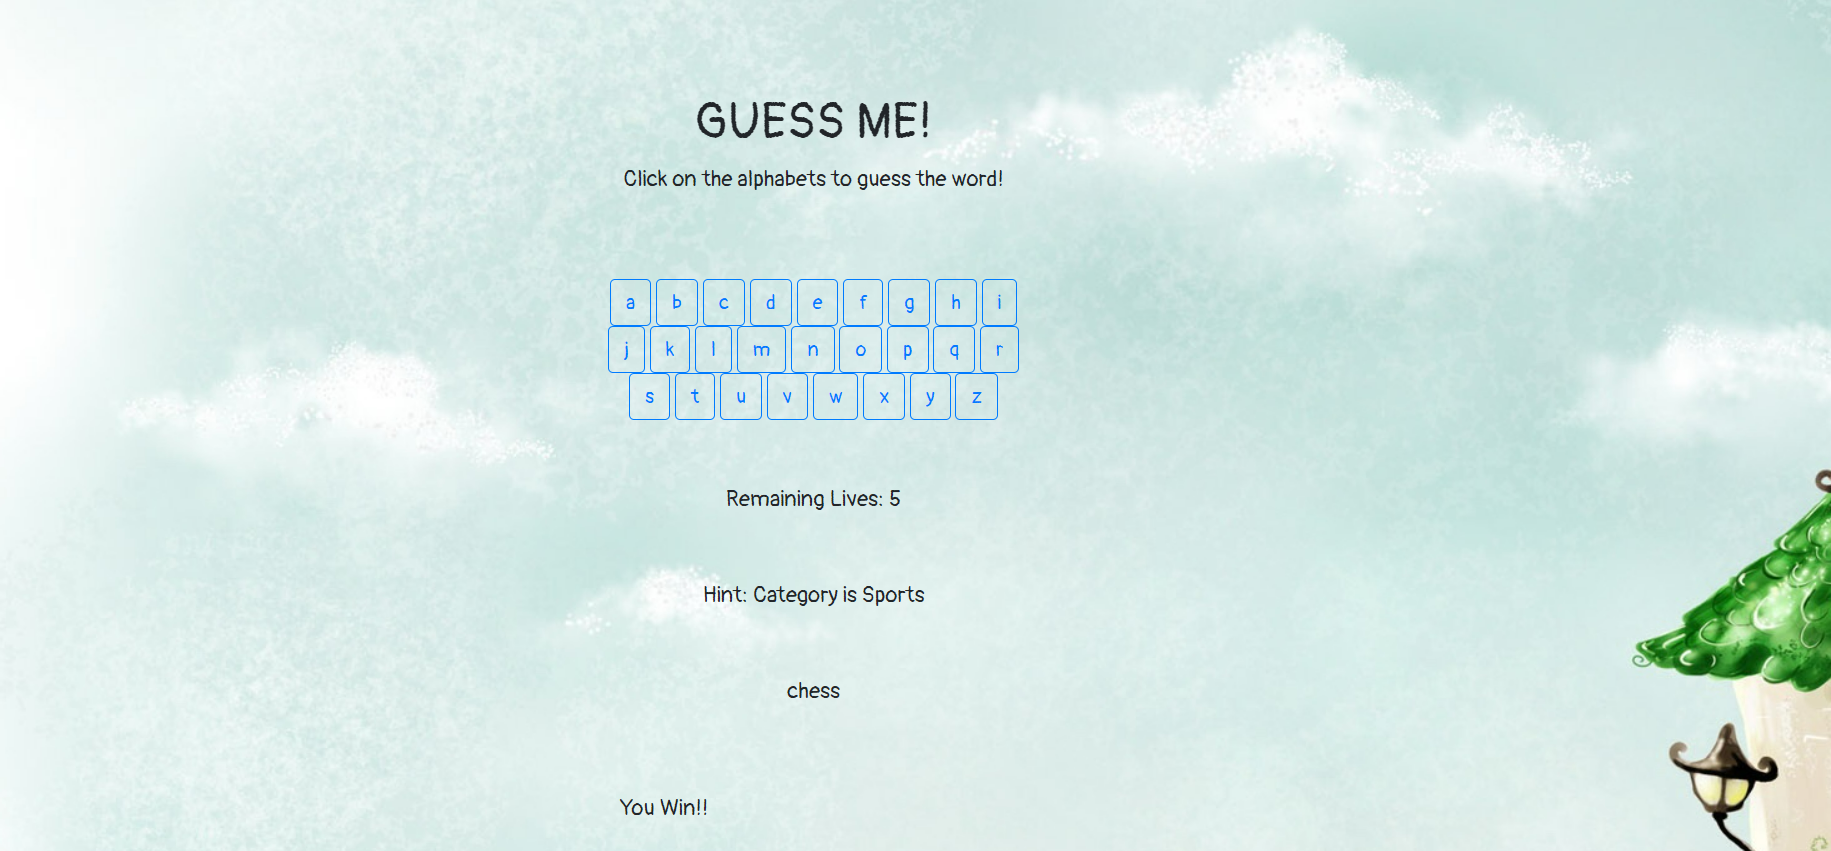 GUESS ME!
Click on the alphabets to guess the word!
a b c d e f g h i
j k l m n o p q r
s t u v w x y z
Remaining Lives: 5
Hint: Category is Sports
chess
You Win!!